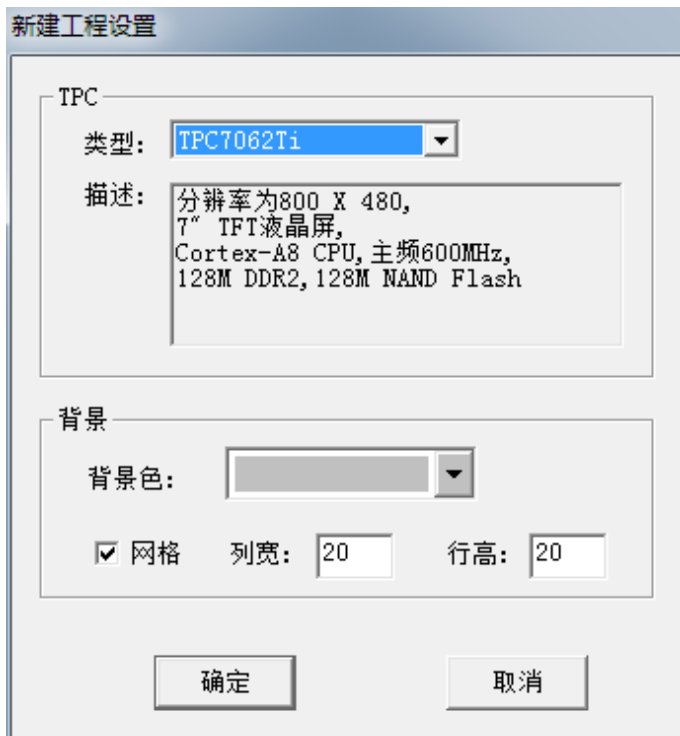 新建工程设置
TPC
类型: TPC7062Ti
描述: 分辨率为800 X 480,
7" TFT液晶屏,
Cortex-A8 CPU,主频600MHz,
128M DDR2,128M NAND Flash
背景
背景色:
网格 列宽: 20 行高: 20
确定 取消